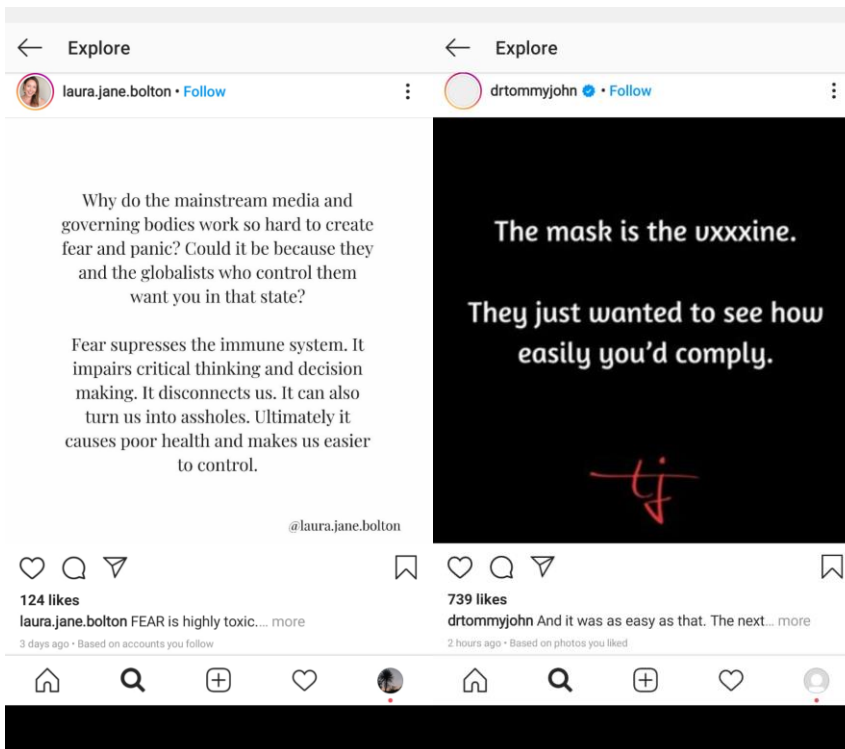 Explore
laura.jane.bolton • Follow
Why do the mainstream media and
governing bodies work so hard to create
fear and panic? Could it be because they
and the globalists who control them
want you in that state?
Fear supresses the immune system. It
impairs critical thinking and decision
making. It disconnects us. It can also
turn us into assholes. Ultimately it
causes poor health and makes us easier
to control.
@laura.jane.bolton
124 likes
laura.jane.bolton FEAR is highly toxic.... more
3 days ago • Based on accounts you follow
Explore
drtommyjohn • Follow
The mask is the vxxxine.
They just wanted to see how
easily you'd comply.
tj
739 likes
drtommyjohn And it was as easy as that. The next... more
2 hours ago • Based on photos you liked